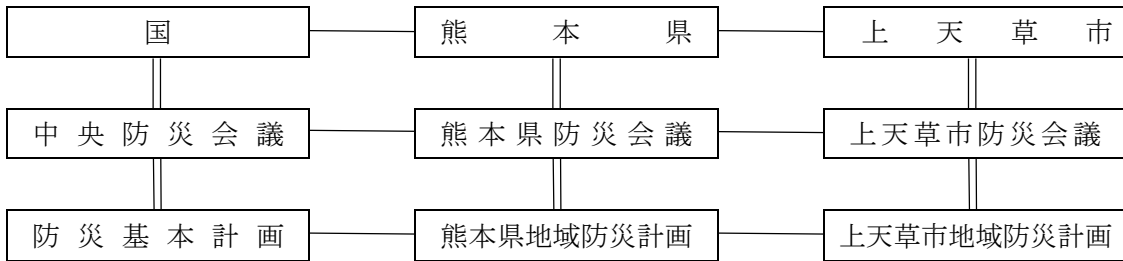 国 熊本県 上天草市
中央防災会議 熊本県防災会議 上天草市防災会議
防災基本計画 熊本県地域防災計画 上天草市地域防災計画